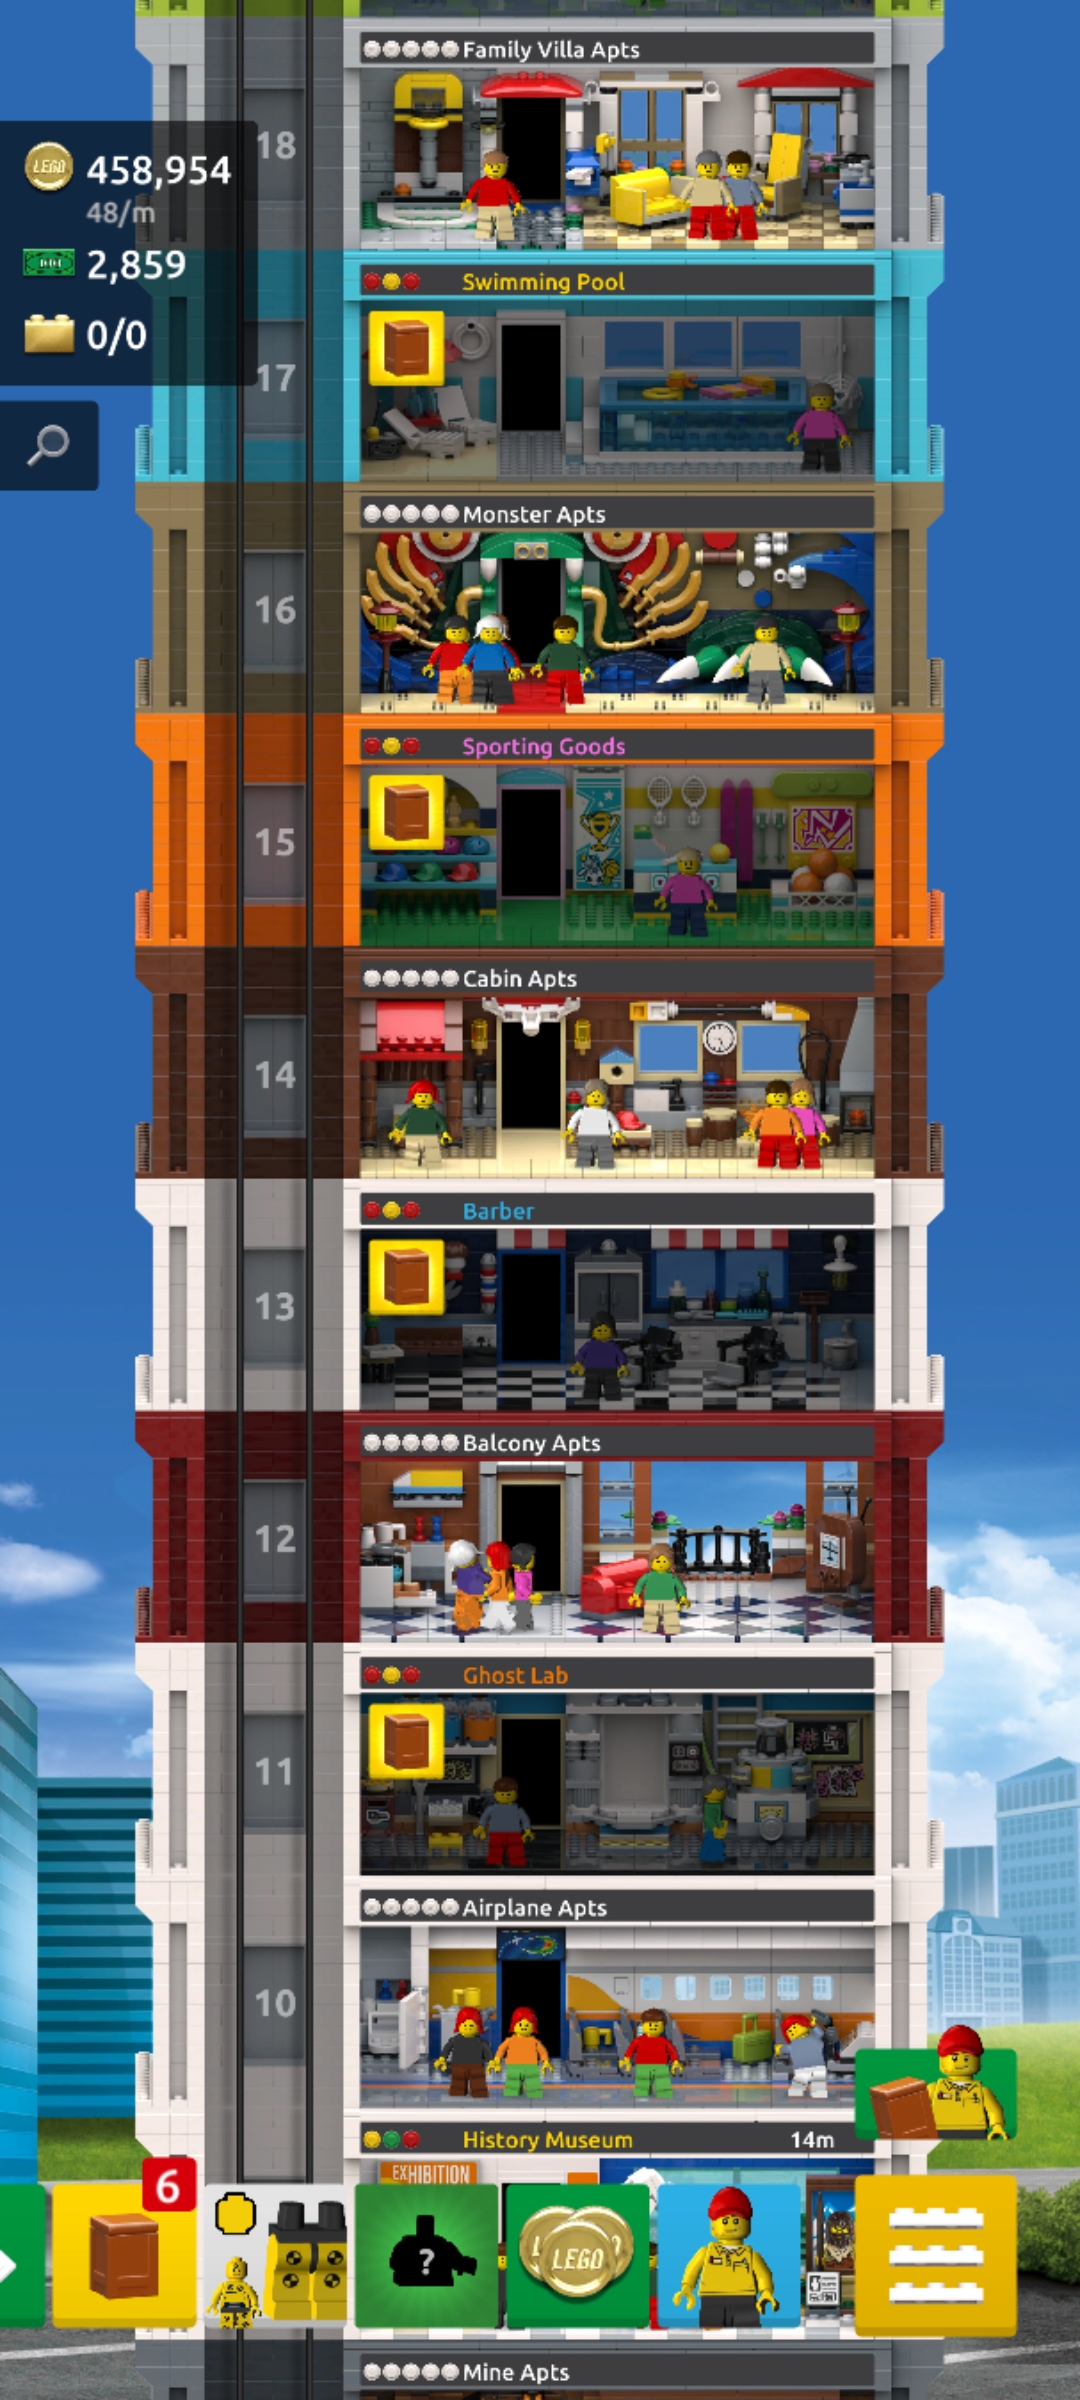 Family Villa Apts
18
LEGO 458,954
48/m
2,859
0/0
Swimming Pool
17
Monster Apts
16
Sporting Goods
15
Cabin Apts
14
Barber
13
Balcony Apts
12
Ghost Lab
11
Airplane Apts
10
History Museum 14m
EXHIBITION
6
?
LEGO
Mine Apts